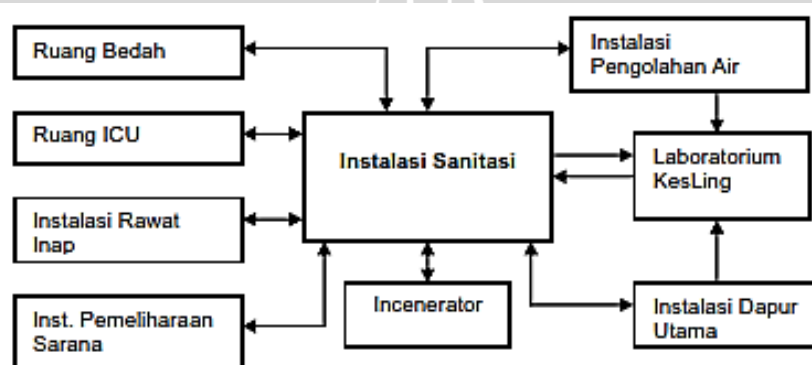 Ruang Bedah
Instalasi
Pengolahan Air
Ruang ICU
Instalasi Sanitasi
Laboratorium
KesLing
Instalasi Rawat
Inap
Incenerator
Inst. Pemeliharaan
Sarana
Instalasi Dapur
Utama